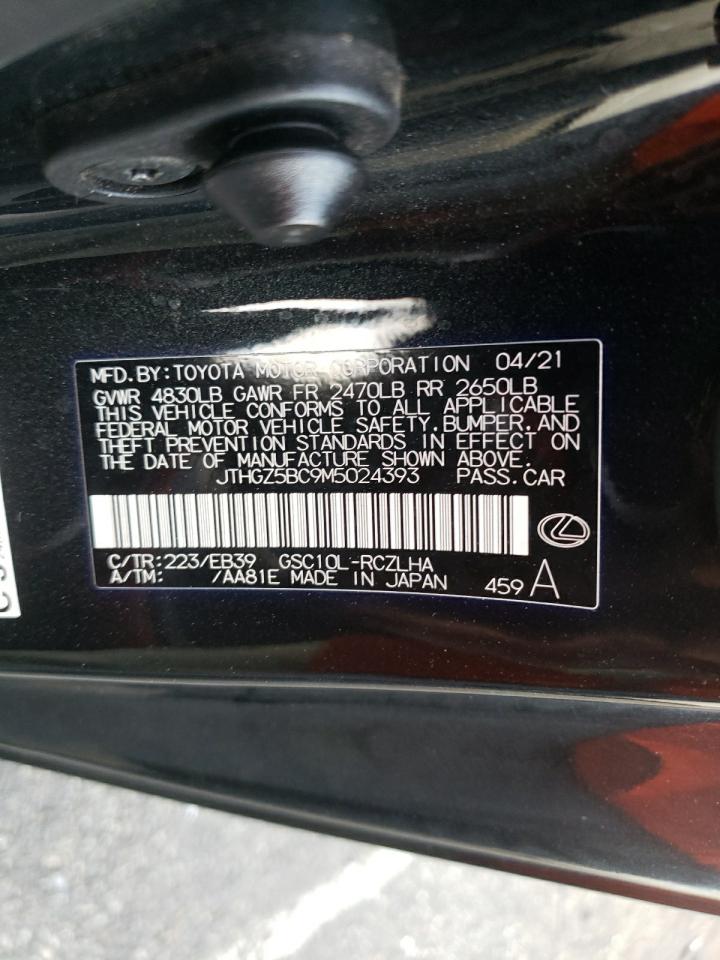 MFD.BY:TOYOTA MOTOR CORPORATION 04/21
GVWR 4830LB GAWR FR 2470LB RR 2650LB
THIS VEHICLE CONFORMS TO ALL APPLICABLE
FEDERAL MOTOR VEHICLE SAFETY.BUMPER.AND
THEFT PREVENTION STANDARDS IN EFFECT ON
THE DATE OF MANUFACTURE SHOWN ABOVE.
JTHGZ5BC9M5024393 PASS.CAR
C/TR:223/EB39 GSC10L-RCZLHA
A/TM: /AA81E MADE IN JAPAN 459 A